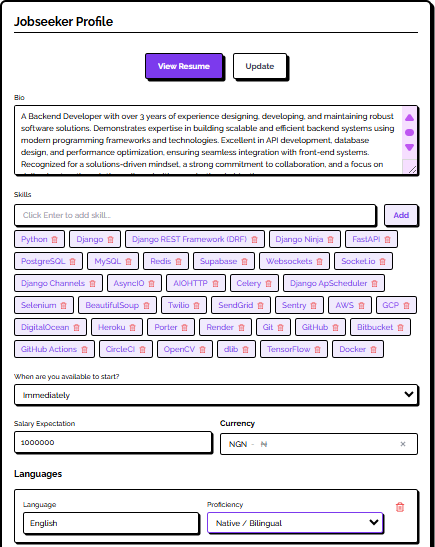 Jobseeker Profile
View Resume
Update
Bio
A Backend Developer with over 3 years of experience designing, developing, and maintaining robust
software solutions. Demonstrates expertise in building scalable and efficient backend systems using
modern programming frameworks and technologies. Excellent in API development, database
design, and performance optimization, ensuring seamless integration with front-end systems.
Recognized for a solutions-driven mindset, a strong commitment to collaboration, and a focus on
Skills
Click Enter to add skill...
Add
Python Django Django REST Framework (DRF) Django Ninja FastAPI
PostgreSQL MySQL Redis Supabase Websockets Socket.io
Django Channels AsyncIO AIOHTTP Celery Django ApScheduler
Selenium BeautifulSoup Twilio SendGrid Sentry AWS GCP
DigitalOcean Heroku Porter Render Git GitHub Bitbucket
GitHub Actions CircleCI OpenCV dlib TensorFlow Docker
When are you available to start?
Immediately
Salary Expectation
1000000
Currency
NGN - ₦
Languages
Language
English
Proficiency
Native / Bilingual